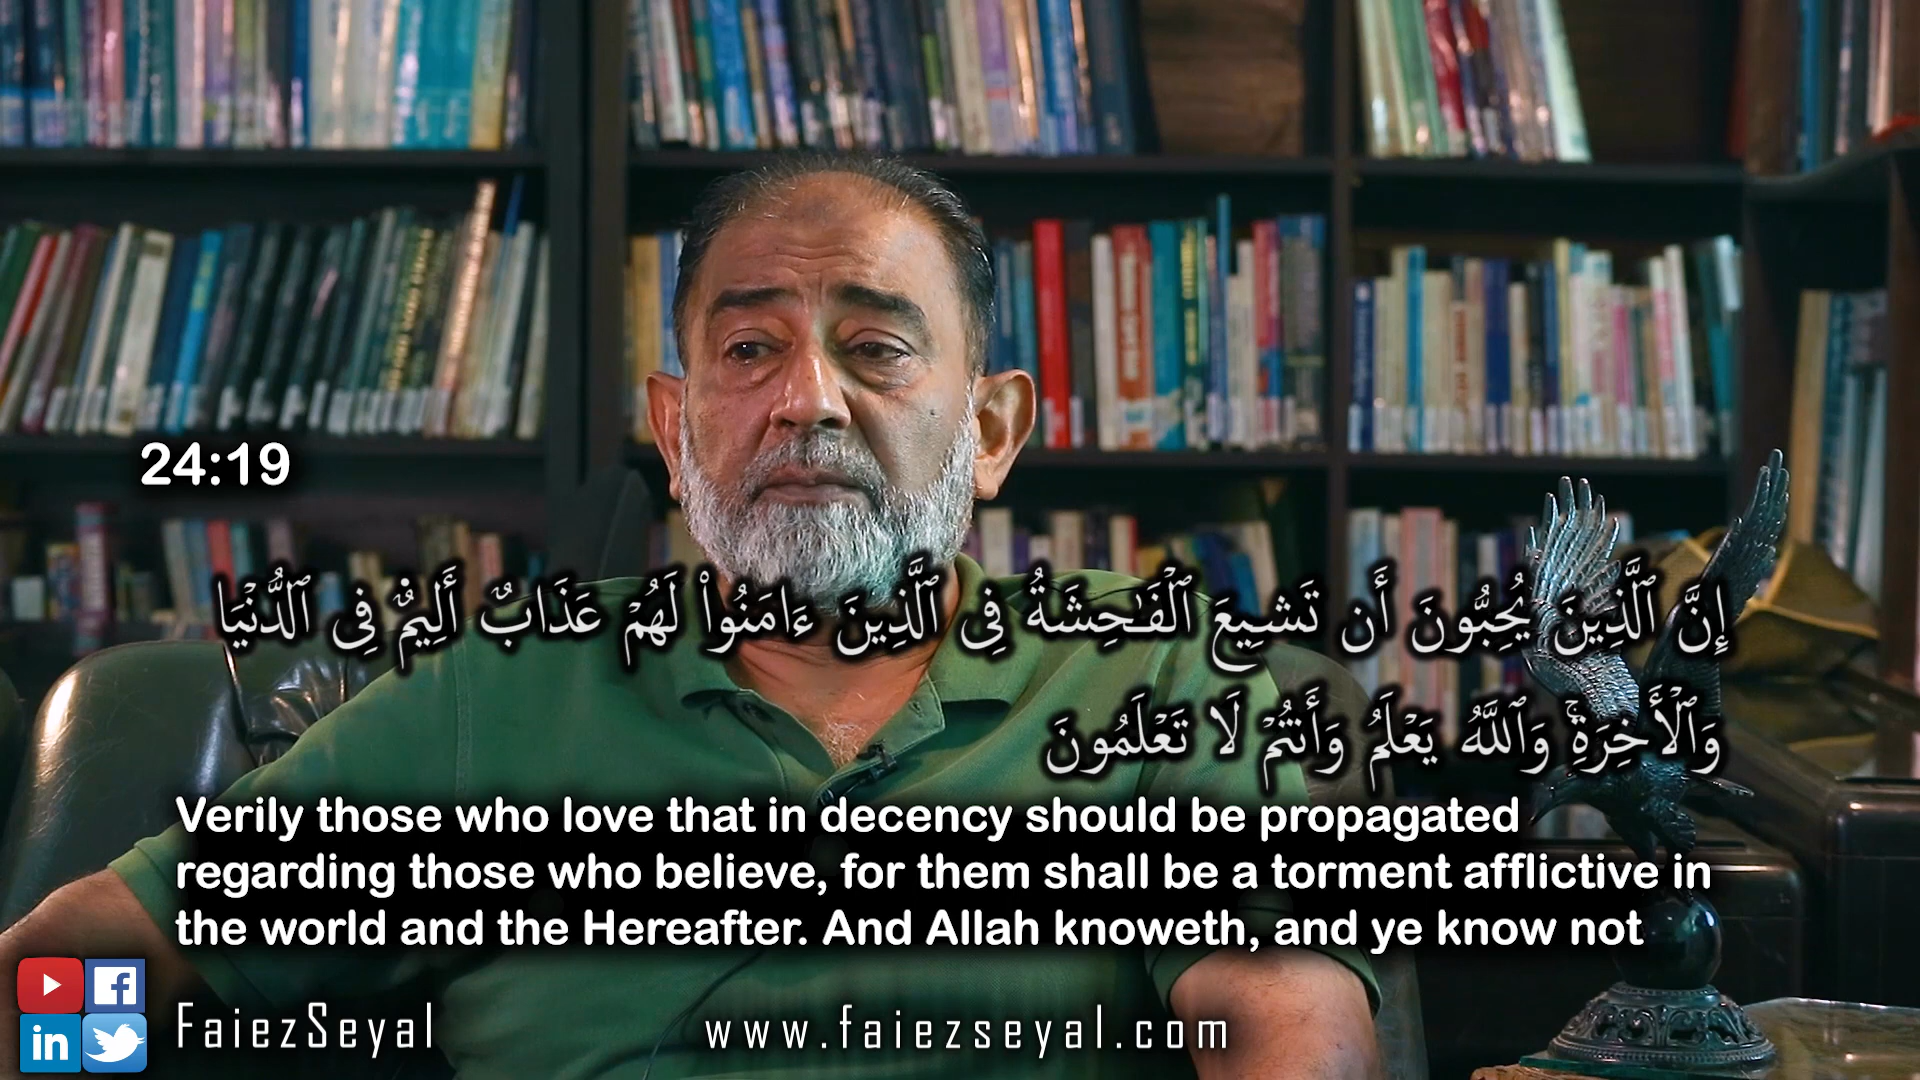 24:19
إِنَّ ٱلَّذِينَ يُحِبُّونَ أَن تَشِيعَ ٱلْفَـٰحِشَةُ فِى ٱلَّذِينَ ءَامَنُوا۟ لَهُمْ عَذَابٌ أَلِيمٌ فِى ٱلدُّنْيَا
وَٱلْـَٔاخِرَةِ ۚ وَٱللَّهُ يَعْلَمُ وَأَنتُمْ لَا تَعْلَمُونَ
Verily those who love that in decency should be propagated
regarding those who believe, for them shall be a torment afflictive in
the world and the Hereafter. And Allah knoweth, and ye know not
FaiezSeyal
www.faiezseyal.com